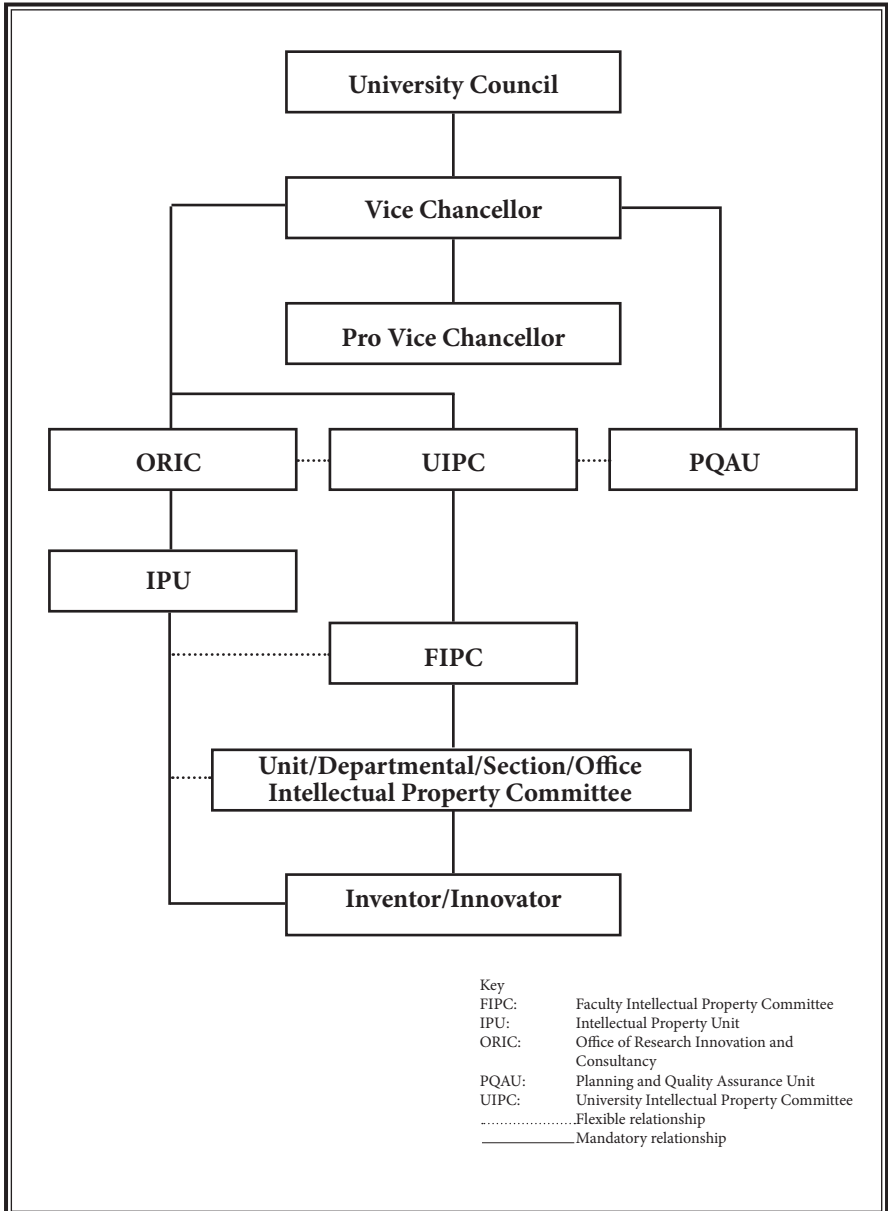 University Council
Vice Chancellor
Pro Vice Chancellor
ORIC
UIPC
PQAU
IPU
FIPC
Unit/Departmental/Section/Office
Intellectual Property Committee
Inventor/Innovator
Key
FIPC: Faculty Intellectual Property Committee
IPU: Intellectual Property Unit
ORIC: Office of Research Innovation and
Consultancy
PQAU: Planning and Quality Assurance Unit
UIPC: University Intellectual Property Committee
Flexible relationship
Mandatory relationship